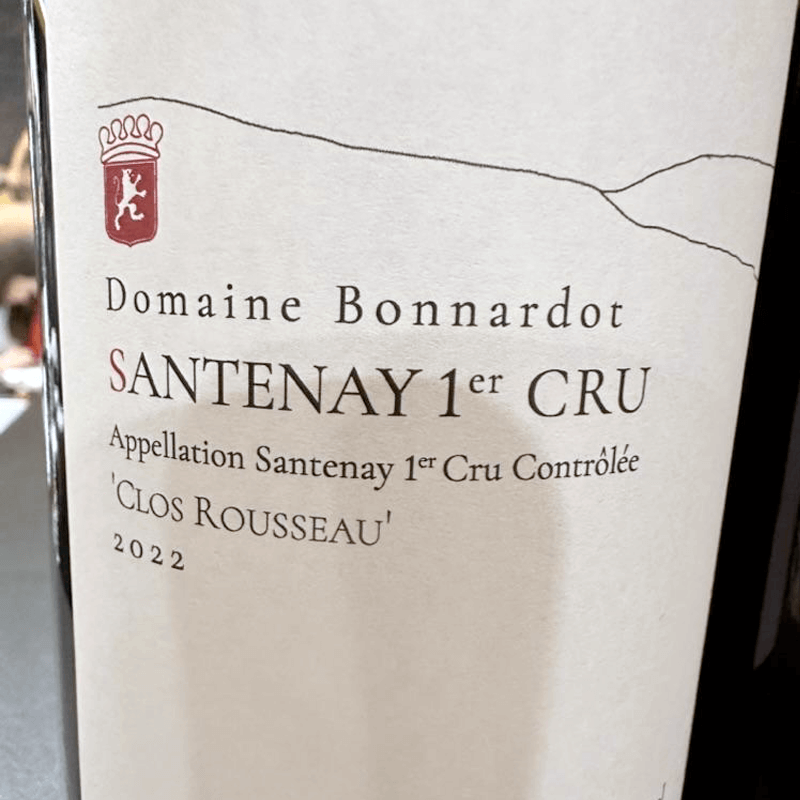 Domaine Bonnardot
SANTENAY 1er CRU
Appellation Santenay 1er Cru Contrôlée
'CLOS ROUSSEAU'
2022